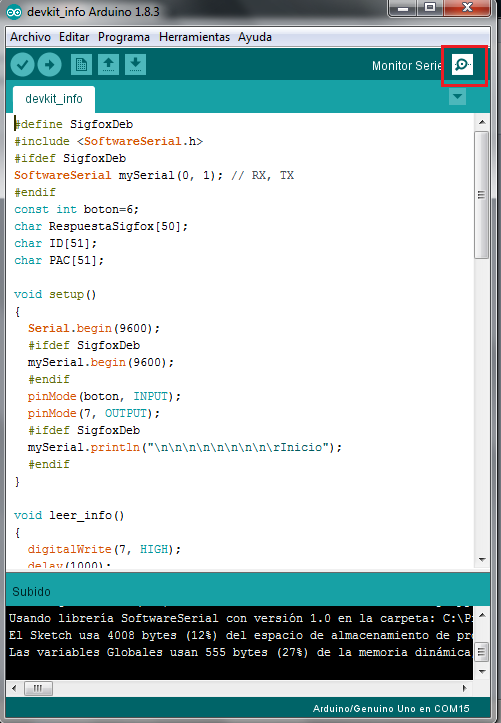 devkit_info Arduino 1.8.3
Archivo Editar Programa Herramientas Ayuda
Monitor Serie
devkit_info
#define SigfoxDeb
#include <SoftwareSerial.h>
#ifdef SigfoxDeb
SoftwareSerial mySerial(0, 1); // RX, TX
#endif
const int boton=6;
char RespuestaSigfox[50];
char ID[51];
char PAC[51];
void setup()
{
Serial.begin(9600);
#ifdef SigfoxDeb
mySerial.begin(9600);
#endif
pinMode(boton, INPUT);
pinMode(7, OUTPUT);
#ifdef SigfoxDeb
mySerial.println("\n\n\n\n\n\n\n\n\rInicio");
#endif
}
void leer_info()
{
digitalWrite(7, HIGH);
delay(1000);
Subido
Usando librería SoftwareSerial con versión 1.0 en la carpeta: C:\P
El Sketch usa 4008 bytes (12%) del espacio de almacenamiento de pr
Las variables Globales usan 555 bytes (27%) de la memoria dinámica
Arduino/Genuino Uno en COM15